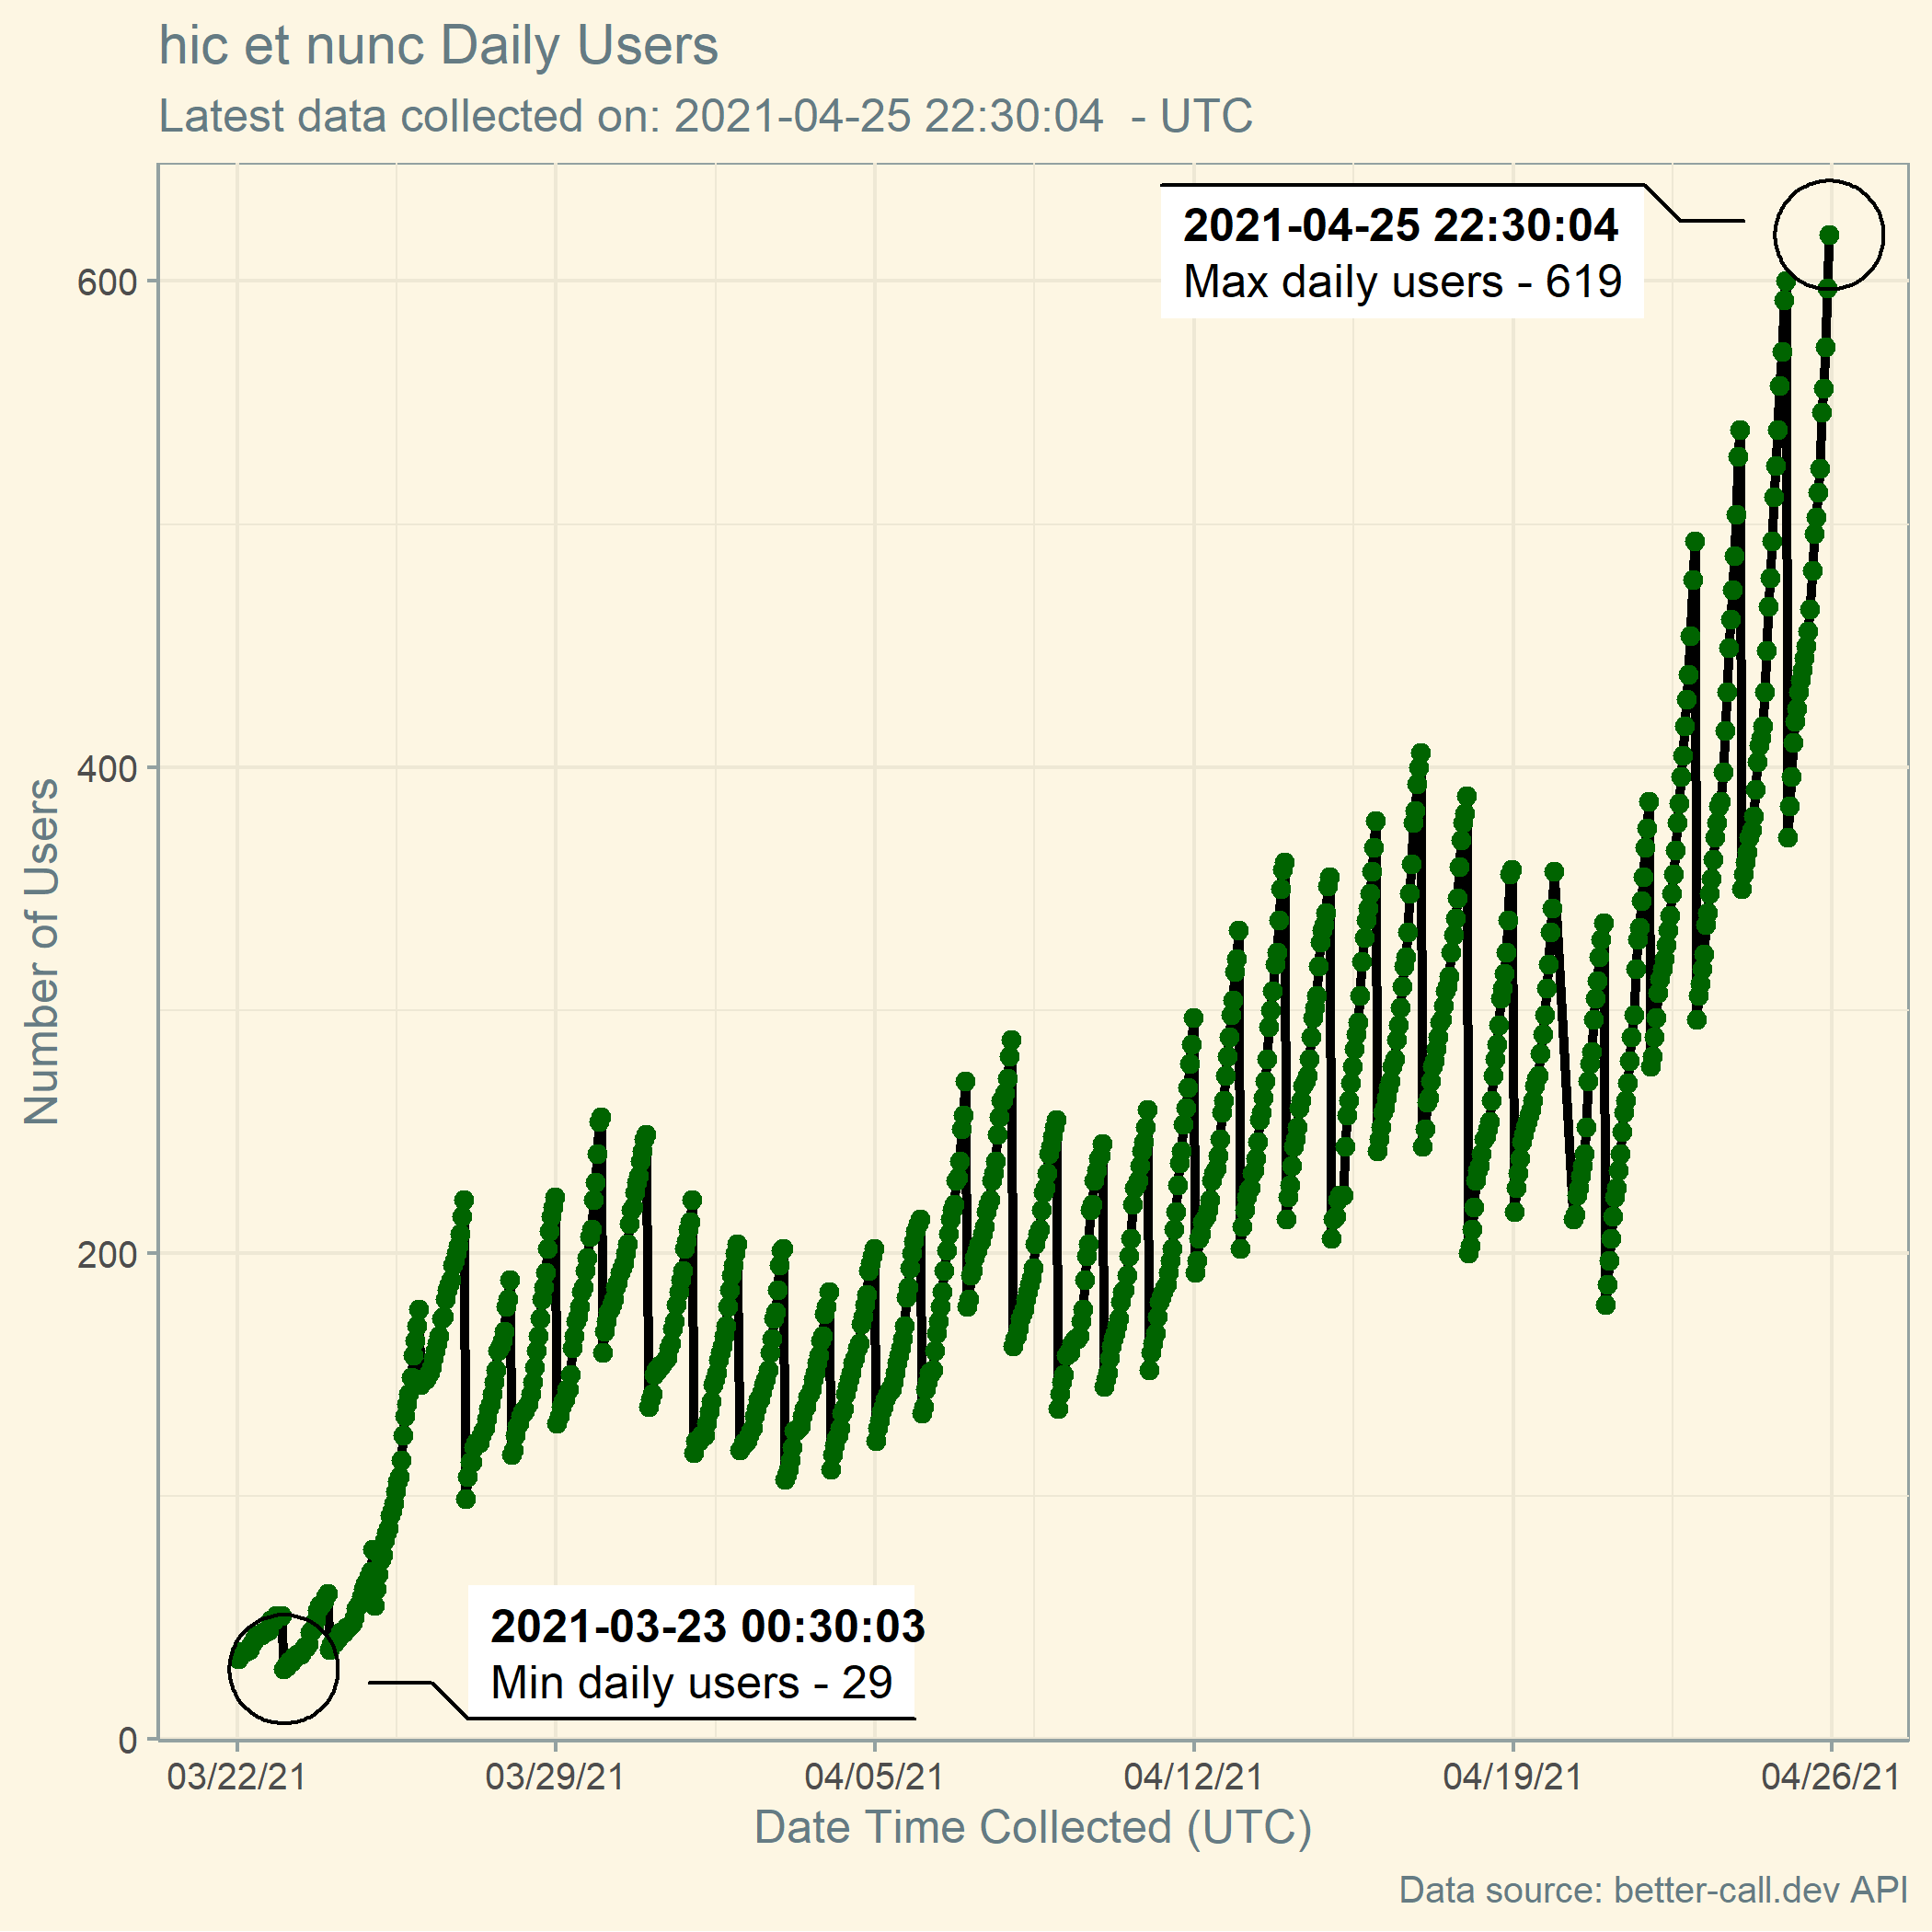 hic et nunc Daily Users
Latest data collected on: 2021-04-25 22:30:04  - UTC
2021-04-25 22:30:04
Max daily users - 619
600
400
200
0
Number of Users
2021-03-23 00:30:03
Min daily users - 29
03/22/21 03/29/21 04/05/21 04/12/21 04/19/21 04/26/21
Date Time Collected (UTC)
Data source: better-call.dev API